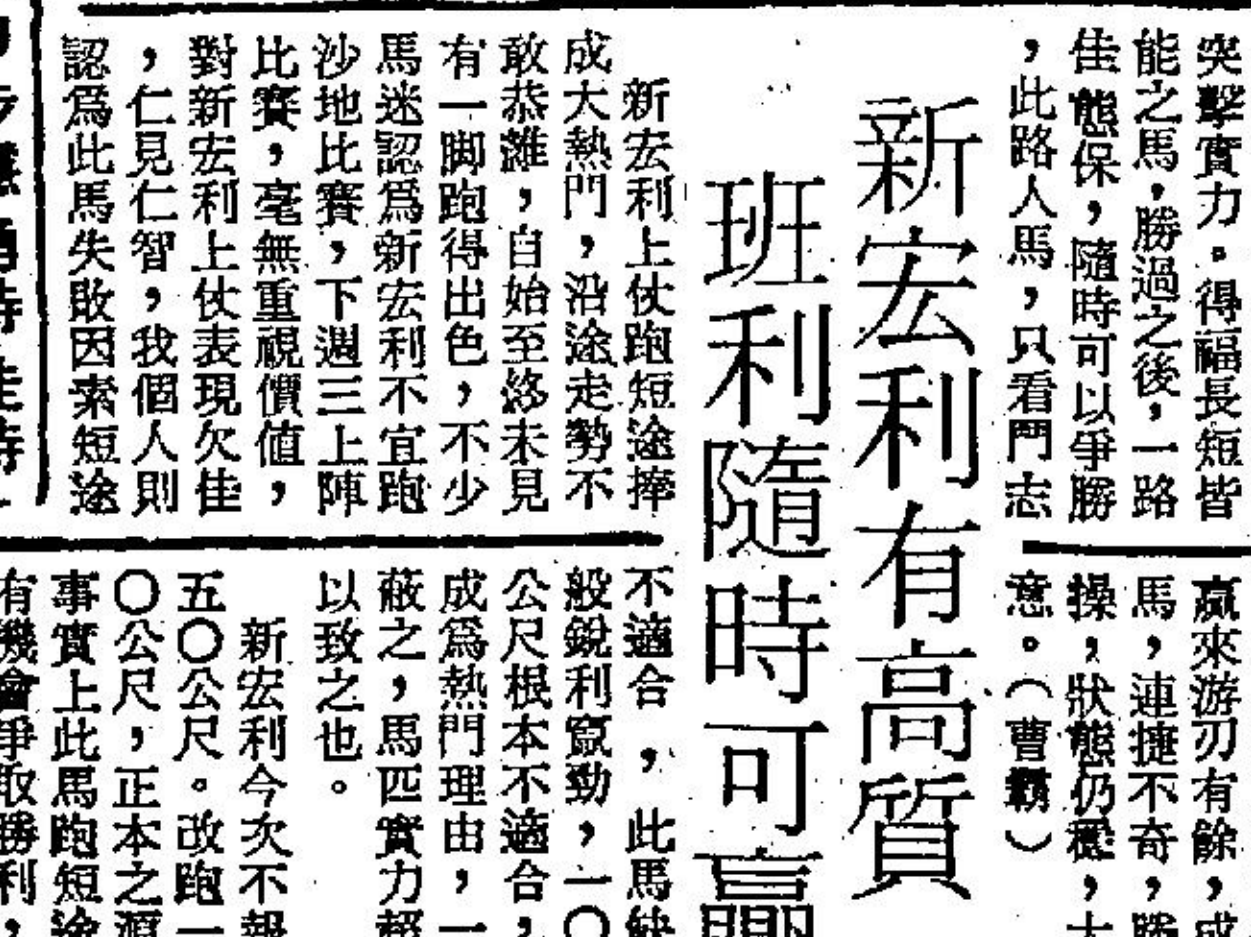 突擊實力。得福長短皆
能之馬，勝過之後，一路
佳態保，隨時可以爭勝
，此路人馬，只看鬥志
贏來游刃有餘，成
馬，連捷不奇，勝
操，狀態仍穩，大
意。（曹霸）
新宏利有高質
班利隨時可贏
新宏利上仗跑短途捧
成大熱門，沿途走勢不
敢恭維，自始至終未見
有一脚跑得出色，不少
馬迷認爲新宏利不宜跑
沙地比賽，下週三上陣
比賽，毫無重視價值，
對新宏利上仗表現欠佳
，仁見仁智，我個人則
認爲此馬失敗因素短途
不適合，此馬缺
般銳利竄勁，一〇
公尺根本不適合，
成爲熱門理由，一
蔽之，馬匹實力超
以致之也。
新宏利今次不報
五〇公尺。改跑一
〇公尺，正本之源
事實上此馬跑短途
有機會爭取勝利，